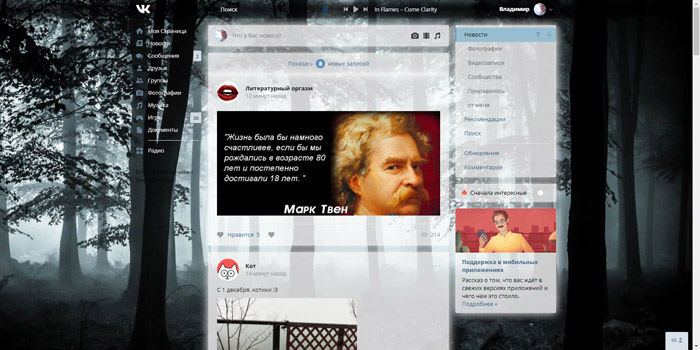 Поиск
In Flames – Come Clarity
Владимир
Моя Страница
Новости
Сообщения
2
Друзья
Группы
Фотографии
Музыка
Игры
Документы
Радио
Что у Вас нового?
Показать новых записей
Литературный оргазм
12 минут назад
"Жизнь была бы намного
счастливее, если бы мы
рождались в возрасте 80
лет и постепенно
достигали 18 лет. "
Марк Твен
Нравится 5
214
Кот
14 минут назад
С 1 декабря, котики :3
Новости
Фотографии
Видеозаписи
Сообщества
Понравилось
от меня
Рекомендации
Поиск
Обновления
Комментарии
Сначала интересные
Поддержка в мобильных
приложениях
Рассказ о том, что вас ждёт в
свежих версиях приложений и
чего нам это стоило.
Подробнее »